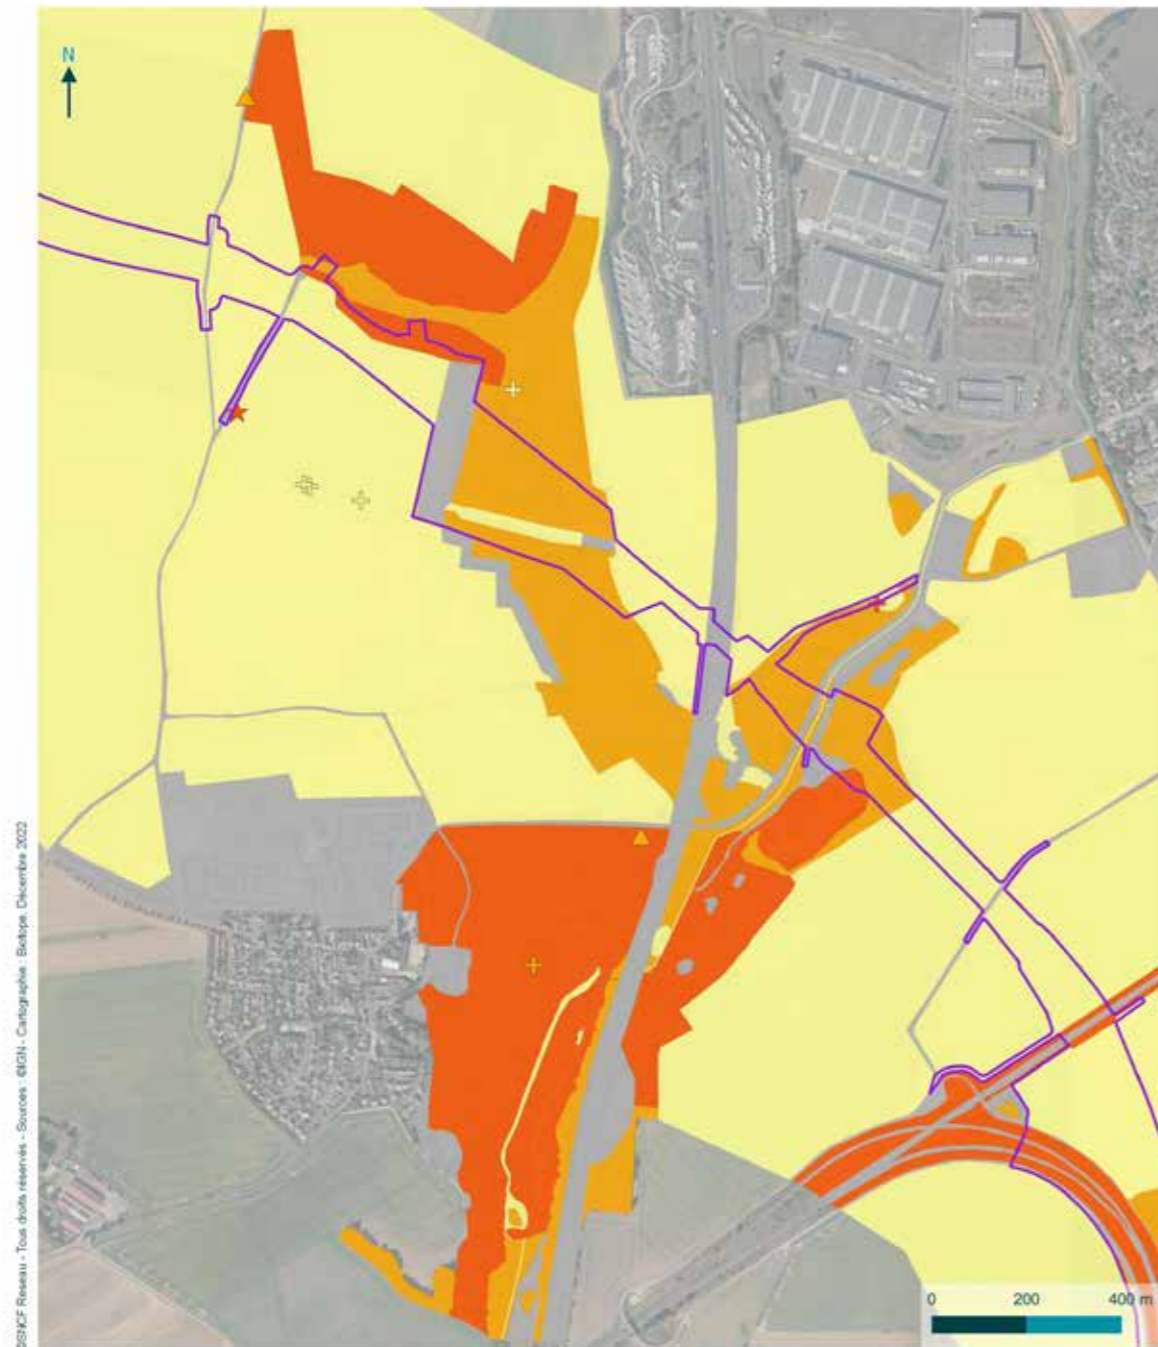 N
0 200 400 m
©SNCF Reseau - Tous droits réservés - Sources : ©IGN - Cartographie : Biotope, Décembre 2022